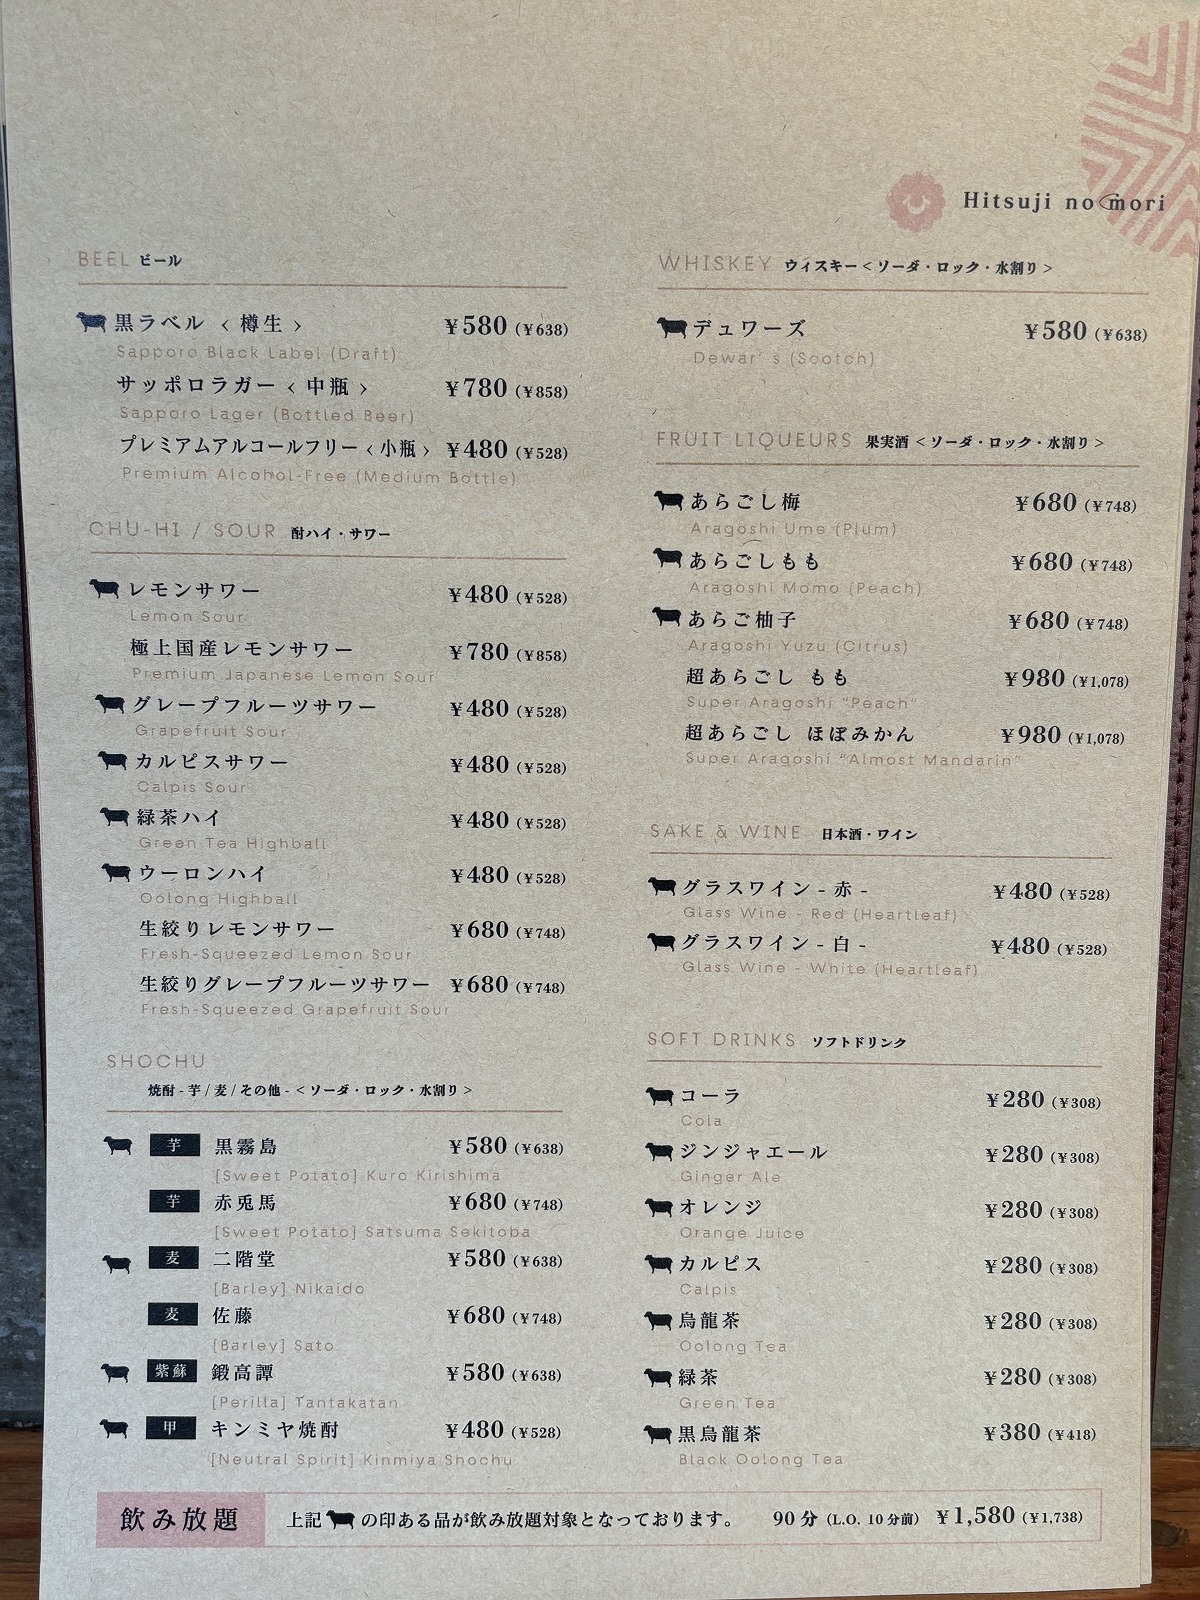 Hitsuji no mori
BEEL ビール
黒ラベル〈樽生〉 ¥580 (¥638)
Sapporo Black Label (Draft)
サッポロラガー〈中瓶〉 ¥780 (¥858)
Sapporo Lager (Bottled Beer)
プレミアムアルコールフリー〈小瓶〉 ¥480 (¥528)
Premium Alcohol-Free (Medium Bottle)
CHU-HI / SOUR 酎ハイ・サワー
レモンサワー ¥480 (¥528)
Lemon Sour
極上国産レモンサワー ¥780 (¥858)
Premium Japanese Lemon Sour
グレープフルーツサワー ¥480 (¥528)
Grapefruit Sour
カルピスサワー ¥480 (¥528)
Calpis Sour
緑茶ハイ ¥480 (¥528)
Green Tea Highball
ウーロンハイ ¥480 (¥528)
Oolong Highball
生絞りレモンサワー ¥680 (¥748)
Fresh-Squeezed Lemon Sour
生絞りグレープフルーツサワー ¥680 (¥748)
Fresh-Squeezed Grapefruit Sour
SHOCHU
焼酎 - 芋 / 麦 / その他 - < ソーダ・ロック・水割り >
芋 黒霧島 ¥580 (¥638)
[Sweet Potato] Kuro Kirishima
芋 赤兎馬 ¥680 (¥748)
[Sweet Potato] Satsuma Sekitoba
麦 二階堂 ¥580 (¥638)
[Barley] Nikaido
麦 佐藤 ¥680 (¥748)
[Barley] Sato
紫蘇 鍛高譚 ¥580 (¥638)
[Perilla] Tantakatan
甲 キンミヤ焼酎 ¥480 (¥528)
[Neutral Spirit] Kinmiya Shochu
WHISKEY ウィスキー < ソーダ・ロック・水割り >
デュワーズ ¥580 (¥638)
Dewar' s (Scotch)
FRUIT LIQUEURS 果実酒 < ソーダ・ロック・水割り >
あらごし梅 ¥680 (¥748)
Aragoshi Ume (Plum)
あらごしもも ¥680 (¥748)
Aragoshi Momo (Peach)
あらご柚子 ¥680 (¥748)
Aragoshi Yuzu (Citrus)
超あらごし もも ¥980 (¥1,078)
Super Aragoshi "Peach"
超あらごし ほぼみかん ¥980 (¥1,078)
Super Aragoshi "Almost Mandarin"
SAKE & WINE 日本酒・ワイン
グラスワイン - 赤 - ¥480 (¥528)
Glass Wine - Red (Heartleaf)
グラスワイン - 白 - ¥480 (¥528)
Glass Wine - White (Heartleaf)
SOFT DRINKS ソフトドリンク
コーラ ¥280 (¥308)
Cola
ジンジャエール ¥280 (¥308)
Ginger Ale
オレンジ ¥280 (¥308)
Orange Juice
カルピス ¥280 (¥308)
Calpis
烏龍茶 ¥280 (¥308)
Oolong Tea
緑茶 ¥280 (¥308)
Green Tea
黒烏龍茶 ¥380 (¥418)
Black Oolong Tea
飲み放題 上記 の印ある品が飲み放題対象となっております。 90 分 (L.O. 10 分前) ¥1,580 (¥1,738)